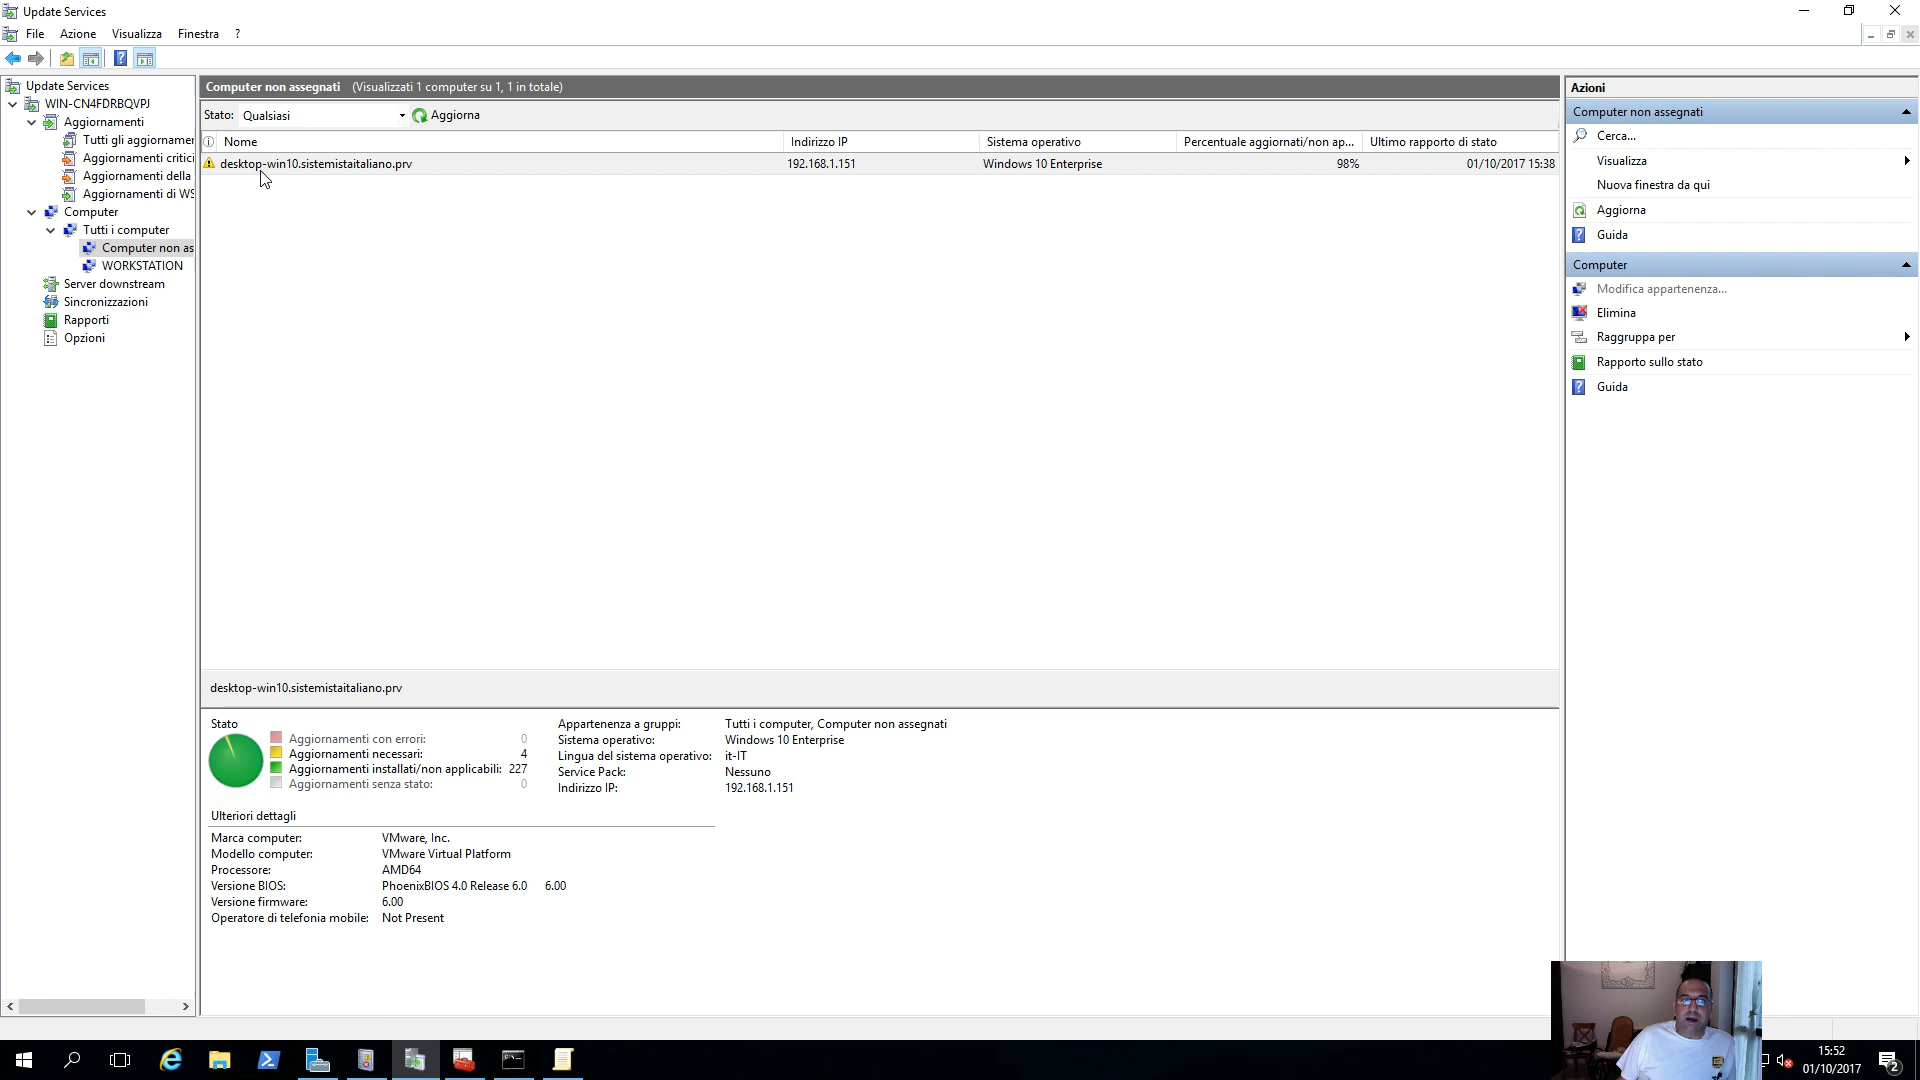 Update Services
File Azione Visualizza Finestra ?
Update Services
WIN-CN4FDRBQVPJ
Aggiornamenti
Tutti gli aggiornamen
Aggiornamenti critici
Aggiornamenti della
Aggiornamenti di WS
Computer
Tutti i computer
Computer non as
WORKSTATION
Server downstream
Sincronizzazioni
Rapporti
Opzioni
Computer non assegnati (Visualizzati 1 computer su 1, 1 in totale)
Stato: Qualsiasi Aggiorna
Nome Indirizzo IP Sistema operativo Percentuale aggiornati/non ap... Ultimo rapporto di stato
desktop-win10.sistemistaitaliano.prv 192.168.1.151 Windows 10 Enterprise 98% 01/10/2017 15:38
desktop-win10.sistemistaitaliano.prv
Stato
Aggiornamenti con errori: 0
Aggiornamenti necessari: 4
Aggiornamenti installati/non applicabili: 227
Aggiornamenti senza stato: 0
Appartenenza a gruppi: Tutti i computer, Computer non assegnati
Sistema operativo: Windows 10 Enterprise
Lingua del sistema operativo: it-IT
Service Pack: Nessuno
Indirizzo IP: 192.168.1.151
Ulteriori dettagli
Marca computer: VMware, Inc.
Modello computer: VMware Virtual Platform
Processore: AMD64
Versione BIOS: PhoenixBIOS 4.0 Release 6.0 6.00
Versione firmware: 6.00
Operatore di telefonia mobile: Not Present
Azioni
Computer non assegnati
Cerca...
Visualizza
Nuova finestra da qui
Aggiorna
Guida
Computer
Modifica appartenenza...
Elimina
Raggruppa per
Rapporto sullo stato
Guida
15:52
01/10/2017
2